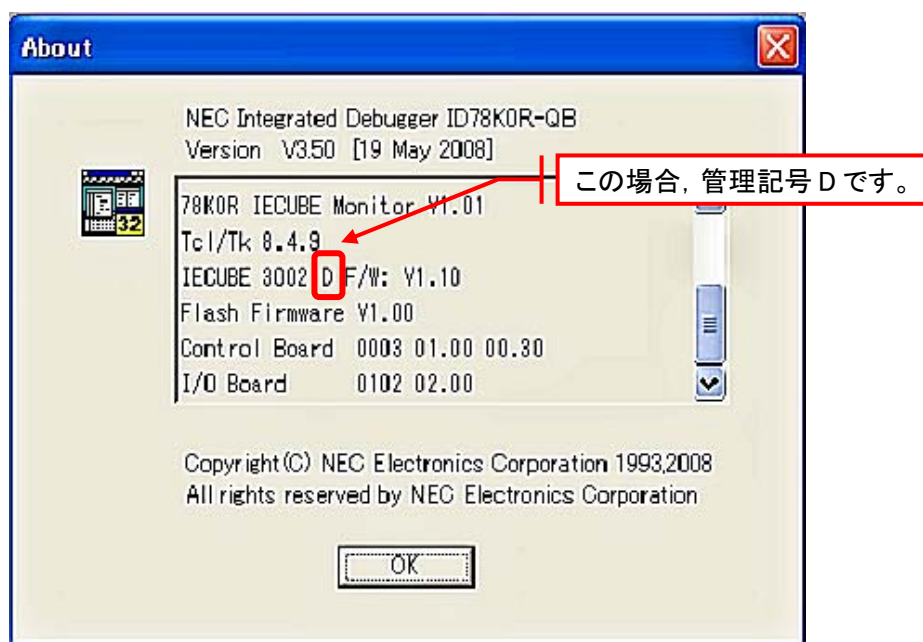 About
NEC Integrated Debugger ID78K0R-QB
Version V3.50 [19 May 2008]
この場合，管理記号 D です。
32
78K0R IECUBE Monitor V1.01
Tcl/Tk 8.4.9
IECUBE 3002 D F/W: V1.10
Flash Firmware V1.00
Control Board 0003 01.00 00.30
I/O Board 0102 02.00
Copyright(C) NEC Electronics Corporation 1993,2008
All rights reserved by NEC Electronics Corporation
OK